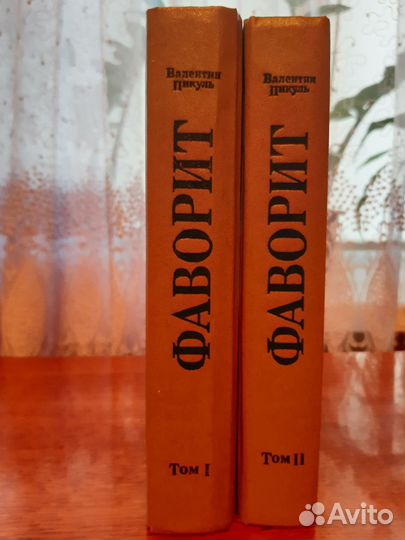 Валентин
Пикуль
ФАВОРИТ
Том I
Валентин
Пикуль
ФАВОРИТ
Том II
Avito